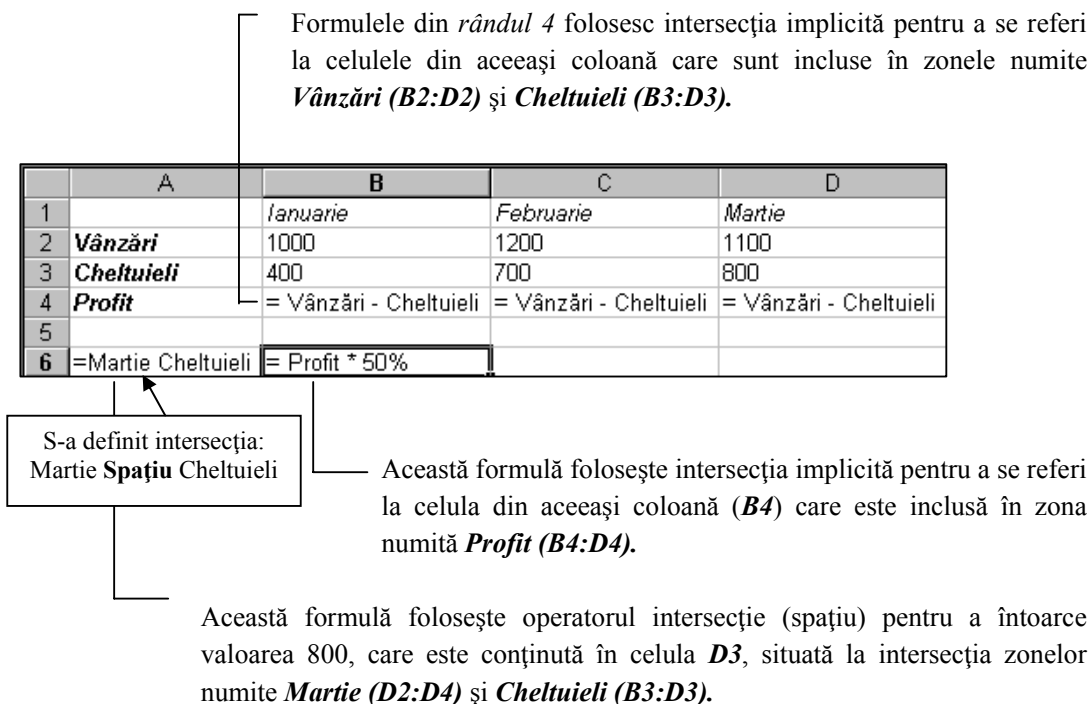 Formulele din rândul 4 folosesc intersecţia implicită pentru a se referi
la celulele din aceeaşi coloană care sunt incluse în zonele numite
Vânzări (B2:D2) şi Cheltuieli (B3:D3).
A B C D
1 Ianuarie Februarie Martie
2 Vânzări 1000 1200 1100
3 Cheltuieli 400 700 800
4 Profit = Vânzări - Cheltuieli = Vânzări - Cheltuieli = Vânzări - Cheltuieli
5
6 =Martie Cheltuieli = Profit * 50%
S-a definit intersecţia:
Martie Spaţiu Cheltuieli
Această formulă foloseşte intersecţia implicită pentru a se referi
la celula din aceeaşi coloană (B4) care este inclusă în zona
numită Profit (B4:D4).
Această formulă foloseşte operatorul intersecţie (spaţiu) pentru a întoarce
valoarea 800, care este conţinută în celula D3, situată la intersecţia zonelor
numite Martie (D2:D4) şi Cheltuieli (B3:D3).